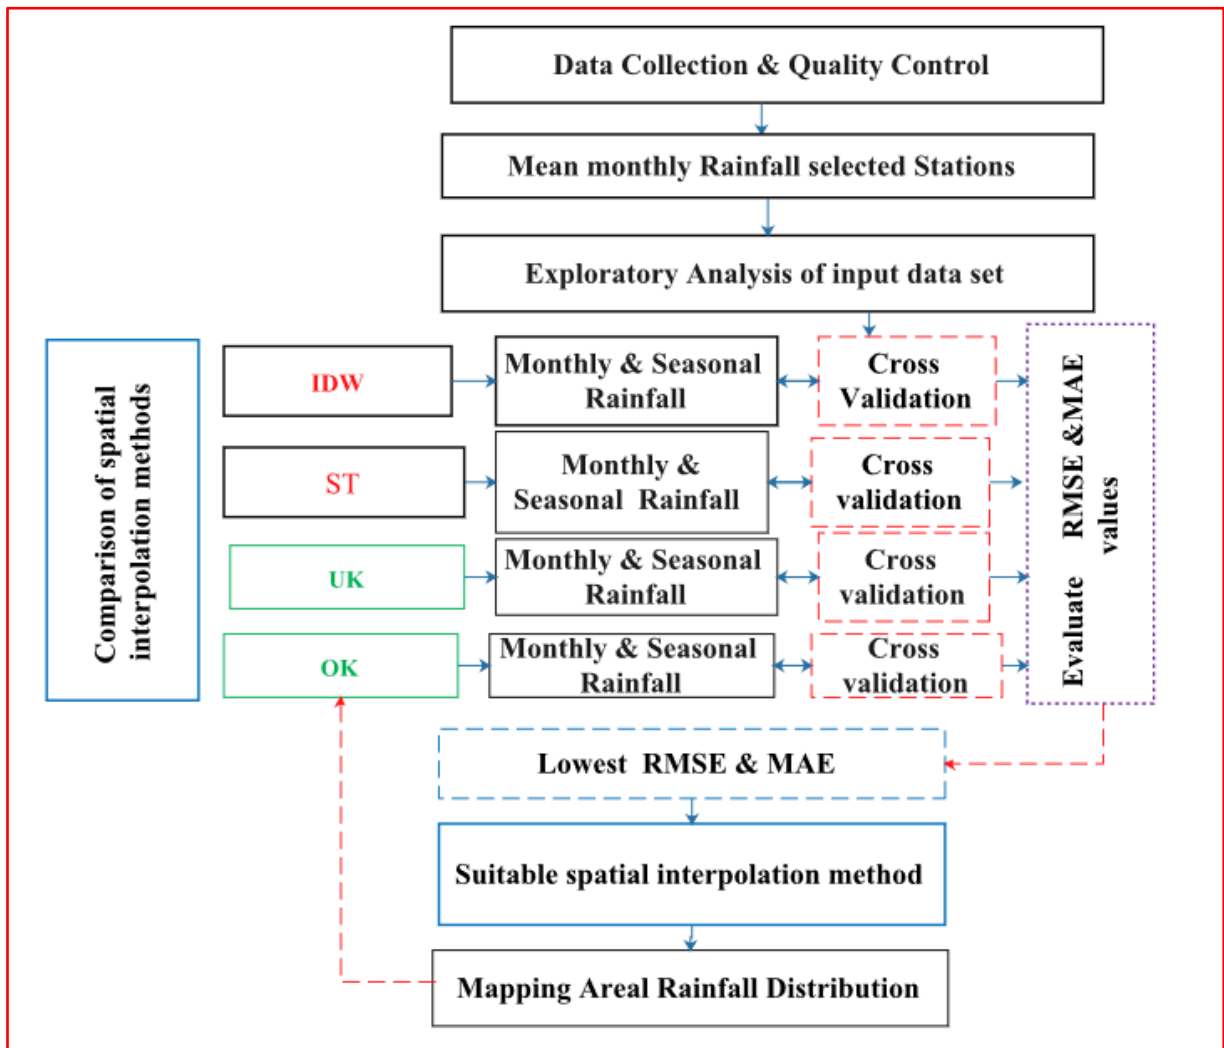 Data Collection & Quality Control
Mean monthly Rainfall selected Stations
Exploratory Analysis of input data set
Comparison of spatial
interpolation methods
IDW
Monthly & Seasonal
Rainfall
Cross
Validation
ST
Monthly &
Seasonal Rainfall
Cross
validation
UK
Monthly & Seasonal
Rainfall
Cross
validation
OK
Monthly & Seasonal
Rainfall
Cross
validation
Evaluate RMSE &MAE
values
Lowest RMSE & MAE
Suitable spatial interpolation method
Mapping Areal Rainfall Distribution